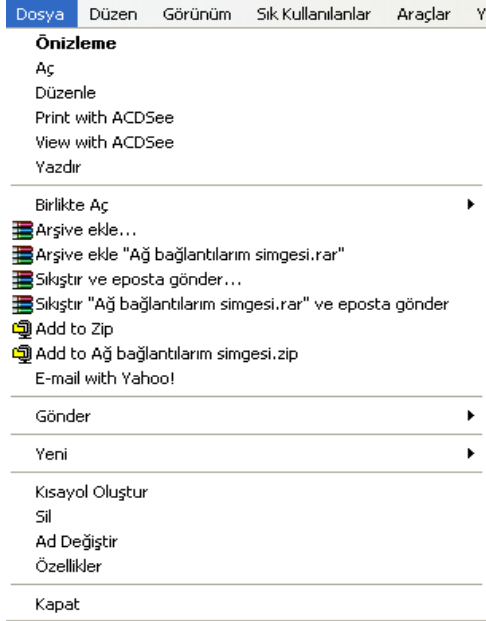 Dosya Düzen Görünüm Sık Kullanılanlar Araçlar Y
Önizleme
Aç
Düzenle
Print with ACDSee
View with ACDSee
Yazdır
Birlikte Aç
Arşive ekle...
Arşive ekle "Ağ bağlantılarım simgesi.rar"
Sıkıştır ve eposta gönder...
Sıkıştır "Ağ bağlantılarım simgesi.rar" ve eposta gönder
Add to Zip
Add to Ağ bağlantılarım simgesi.zip
E-mail with Yahoo!
Gönder
Yeni
Kısayol Oluştur
Sil
Ad Değiştir
Özellikler
Kapat